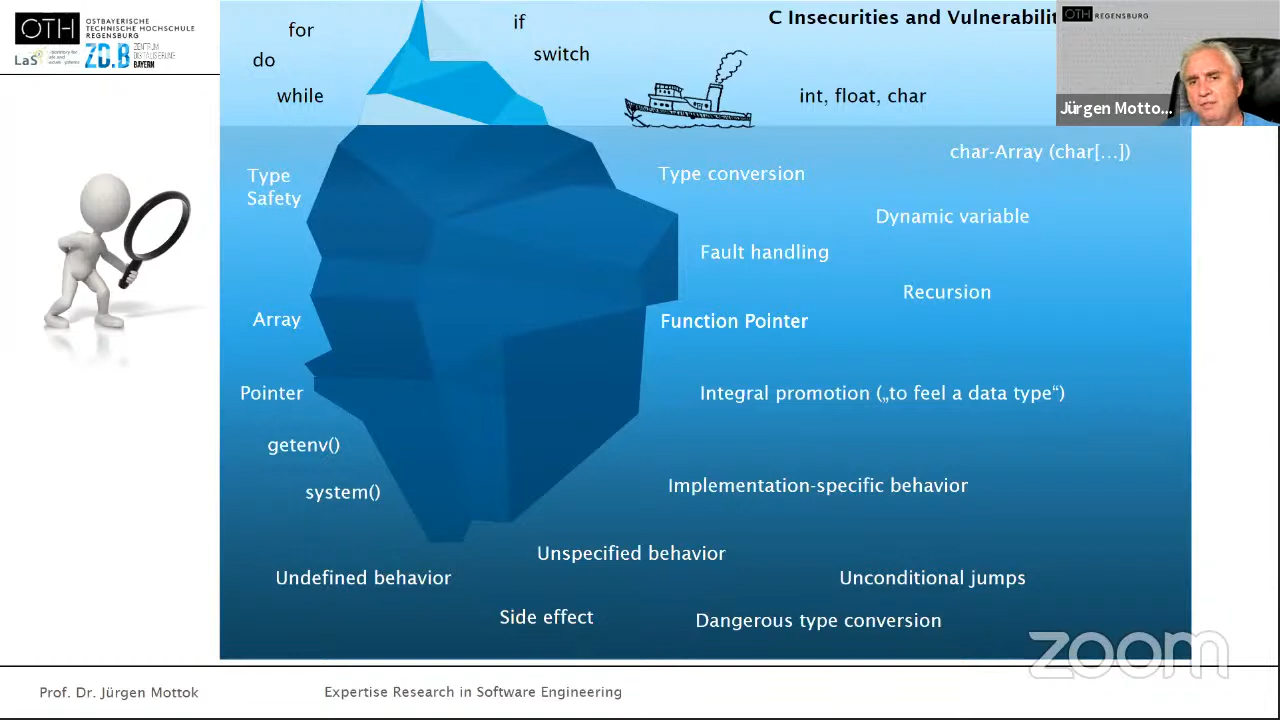 OTH
OSTBAYERISCHE
TECHNISCHE HOCHSCHULE
REGENSBURG
LaS³
ZD.B
ZENTRUM
DIGITALISIERUNG
BAYERN
C Insecurities and Vulnerabilit
OTH REGENSBURG
Jürgen Motto...
for
if
do
switch
while
int, float, char
char-Array (char[…])
Type
Safety
Type conversion
Dynamic variable
Fault handling
Recursion
Array
Function Pointer
Pointer
Integral promotion („to feel a data type“)
getenv()
system()
Implementation-specific behavior
Unspecified behavior
Undefined behavior
Unconditional jumps
Side effect
Dangerous type conversion
zoom
Prof. Dr. Jürgen Mottok
Expertise Research in Software Engineering